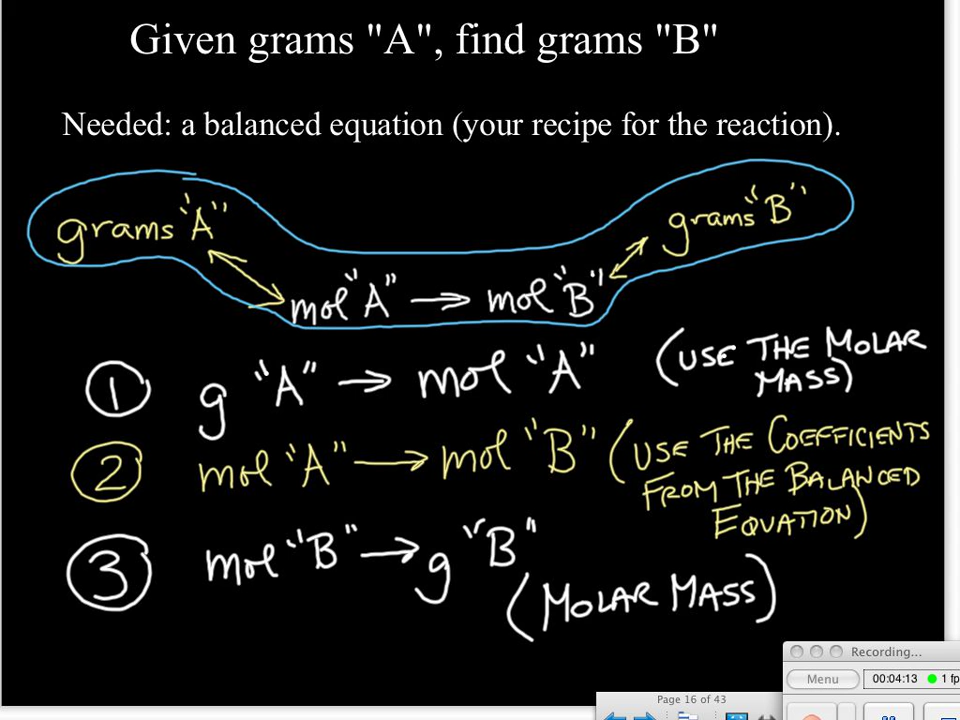 Given grams "A", find grams "B"
Needed: a balanced equation (your recipe for the reaction).
grams "A"
grams "B"
mol "A" → mol "B"
1 g "A" → mol "A" (USE THE MOLAR
MASS)
2 mol "A" → mol "B" (USE THE COEFFICIENTS
FROM THE BALANCED
EQUATION)
3 mol "B" → g "B"
(MOLAR MASS)
Recording...
Menu
00:04:13
1 fp
Page 16 of 43